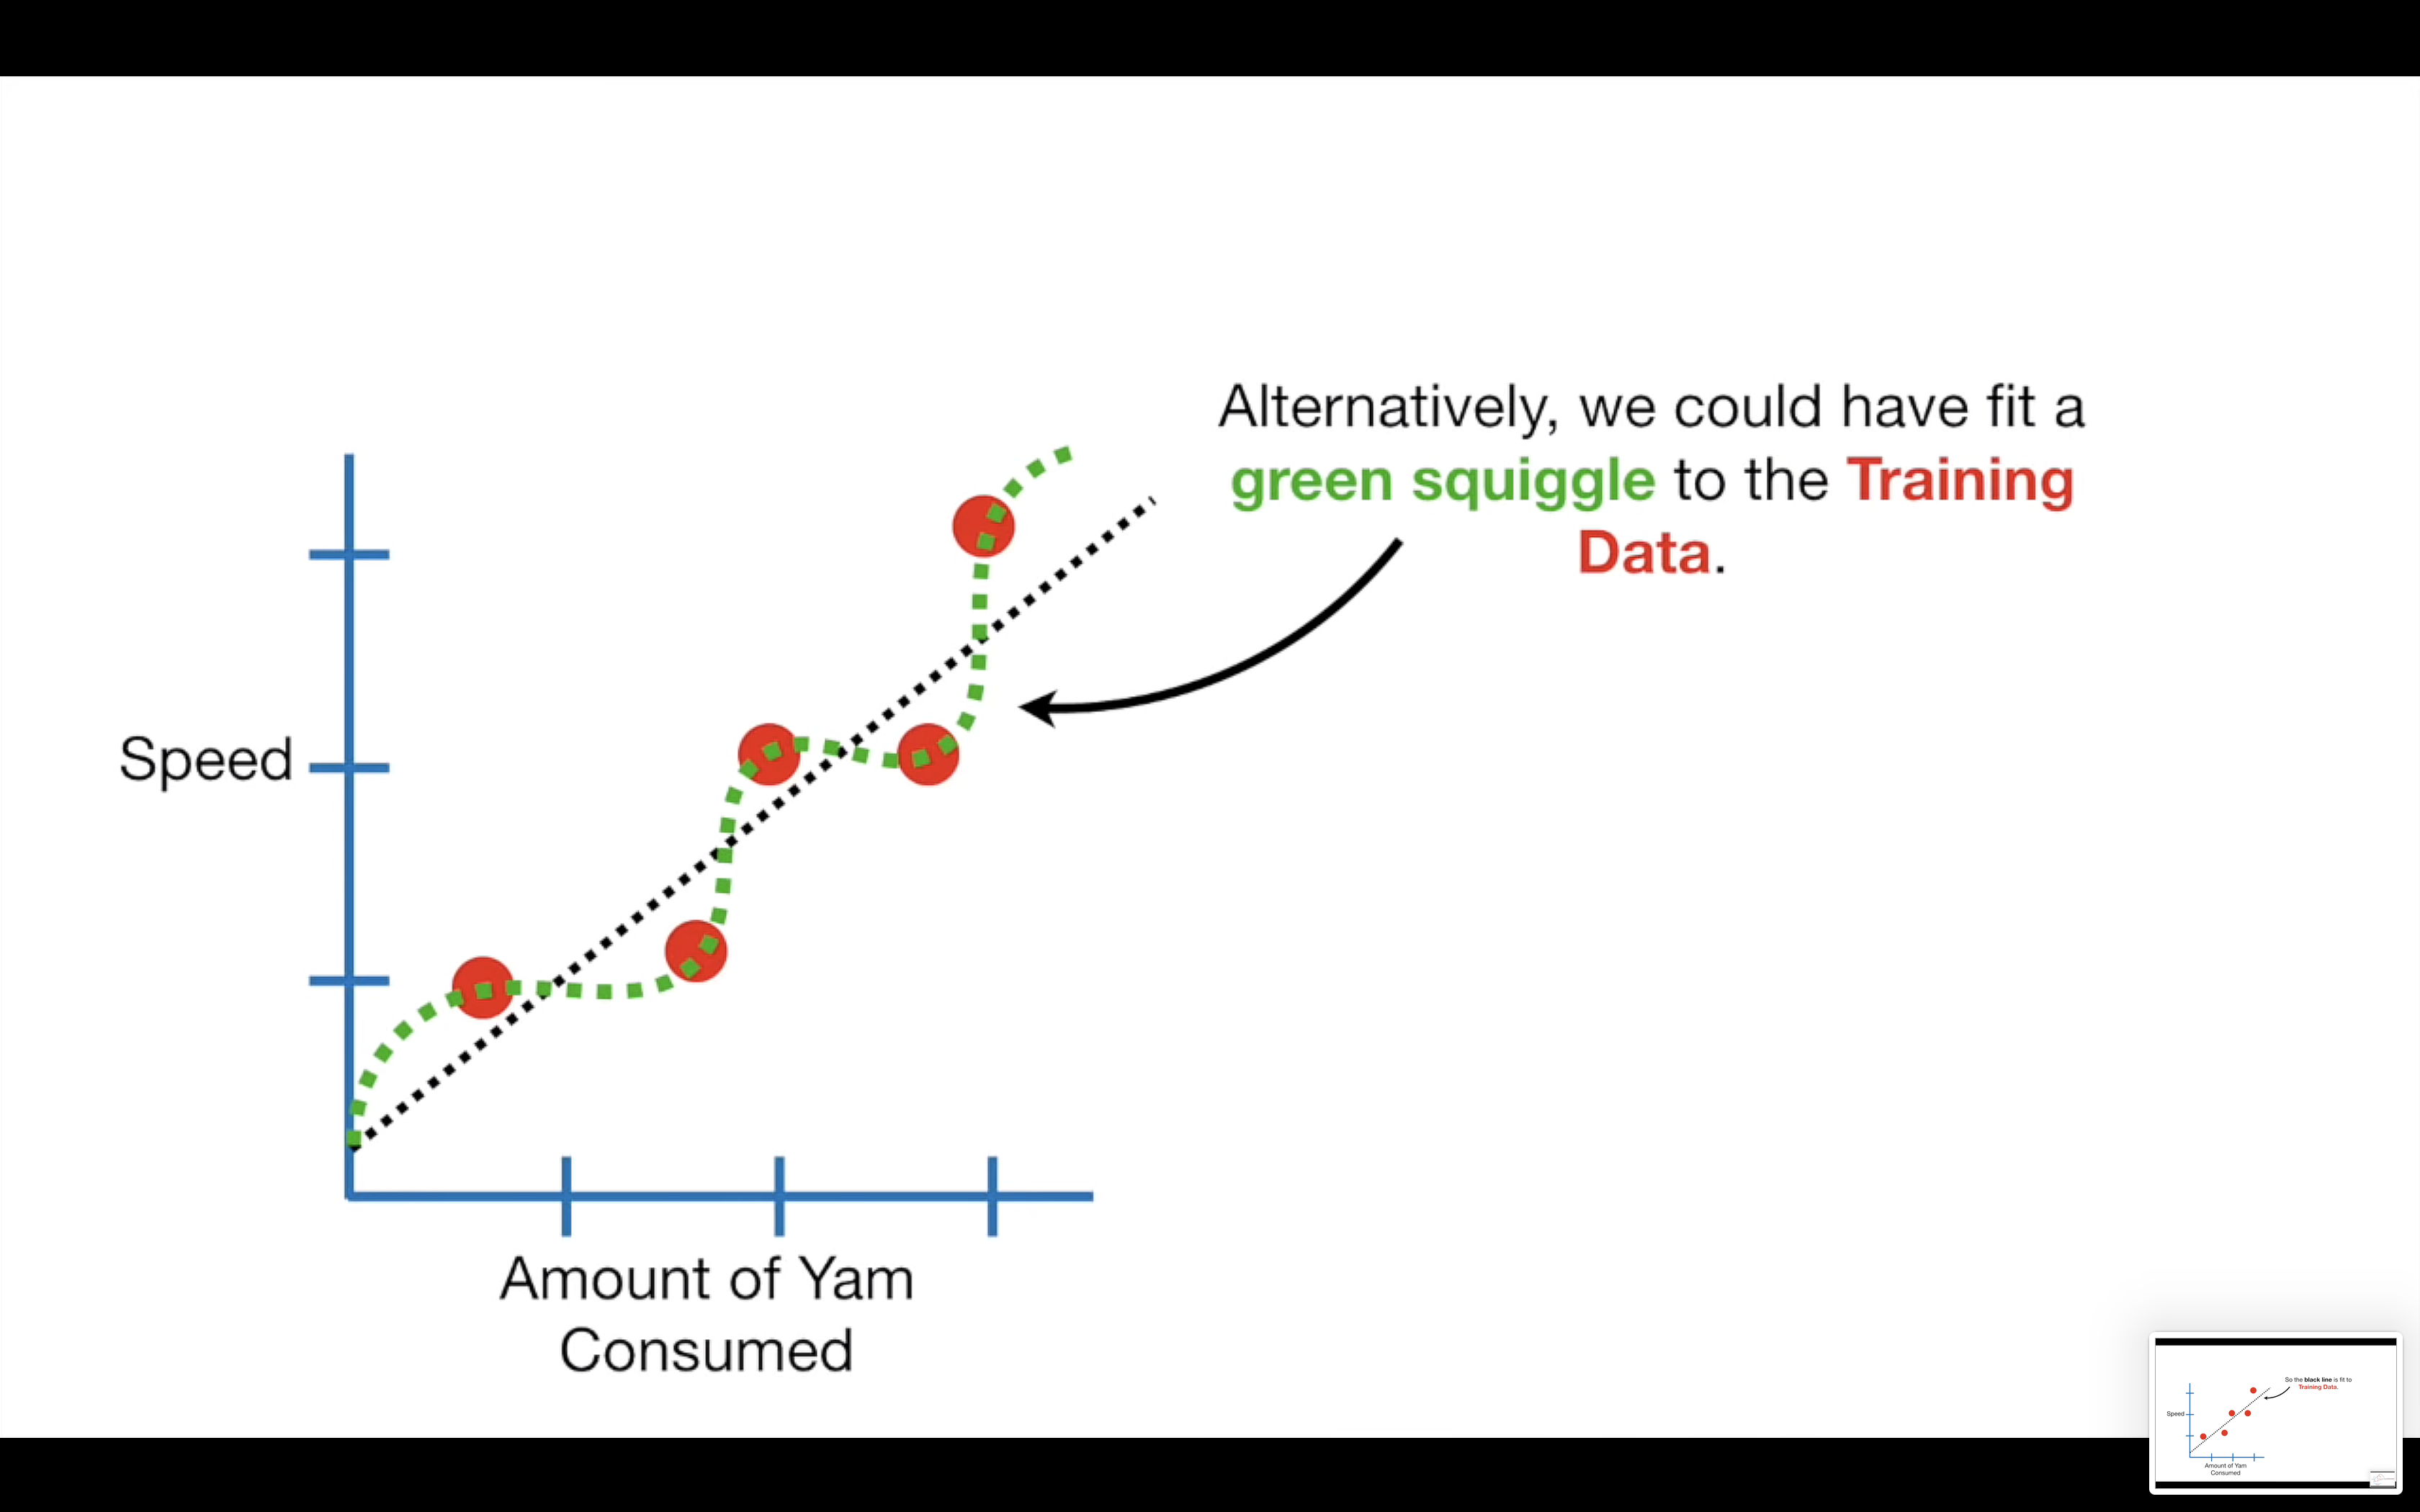 Alternatively, we could have fit a
green squiggle to the Training
Data.
Speed
Amount of Yam
Consumed
So the black line is fit to
Training Data.
Speed
Amount of Yam
Consumed